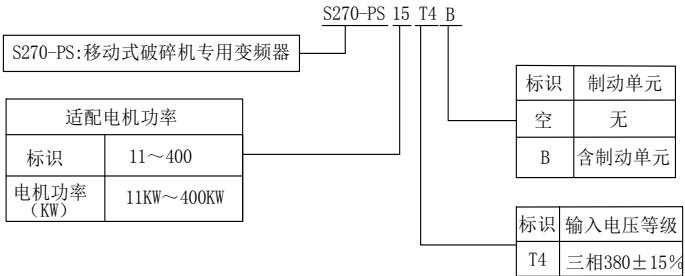 S270-PS 15 T4 B
S270-PS:移动式破碎机专用变频器
适配电机功率
标识 11～400
电机功率
（KW） 11KW～400KW
标识 制动单元
空 无
B 含制动单元
标识 输入电压等级
T4 三相380±15%